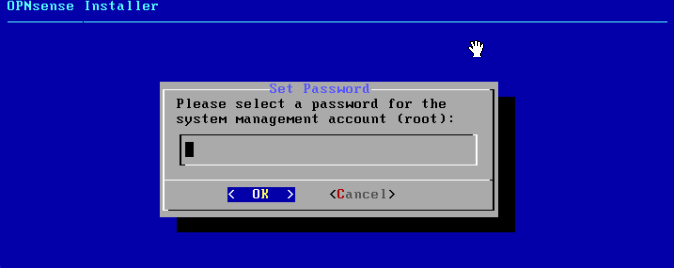 OPNsense Installer
Set Password
Please select a password for the
system management account (root):
< OK > <Cancel>